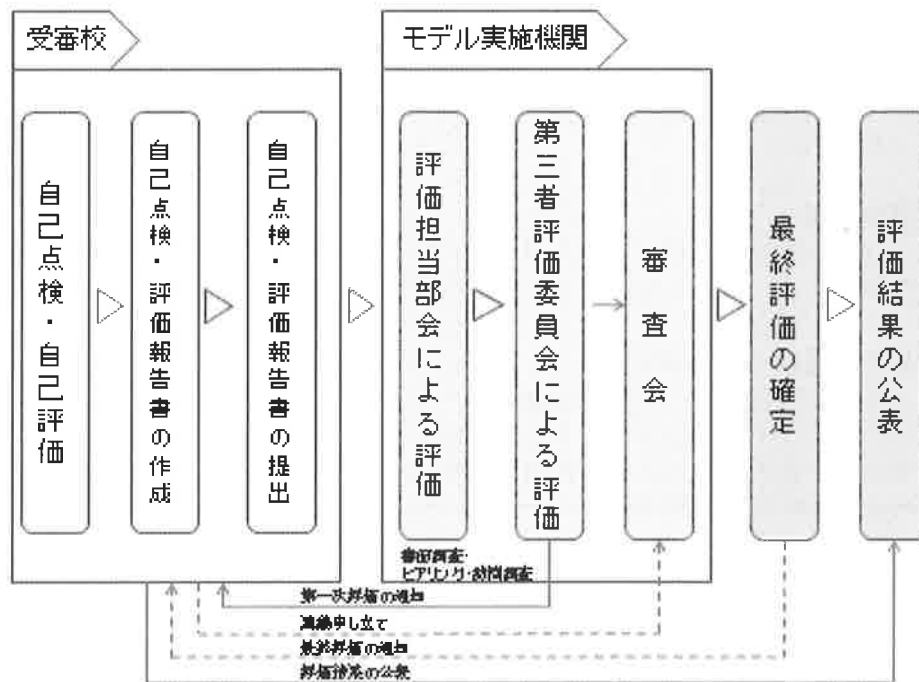 受審校
モデル実施機関
自己点検・自己評価
自己点検・評価報告書の作成
自己点検・評価報告書の提出
評価担当部会による評価
第三者評価委員会による評価
審査会
最終評価の確定
評価結果の公表
書面調査・
ヒアリング・訪問調査
第一次評価の通知
異議申し立て
最終評価の通知
評価結果の公表